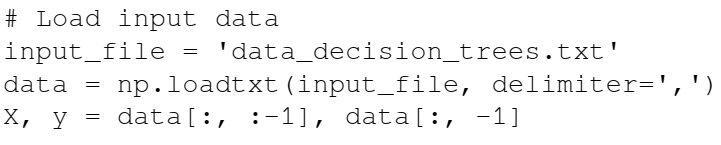 # Load input data
input_file = 'data_decision_trees.txt'
data = np.loadtxt(input_file, delimiter=',')
X, y = data[:, :-1], data[:, -1]